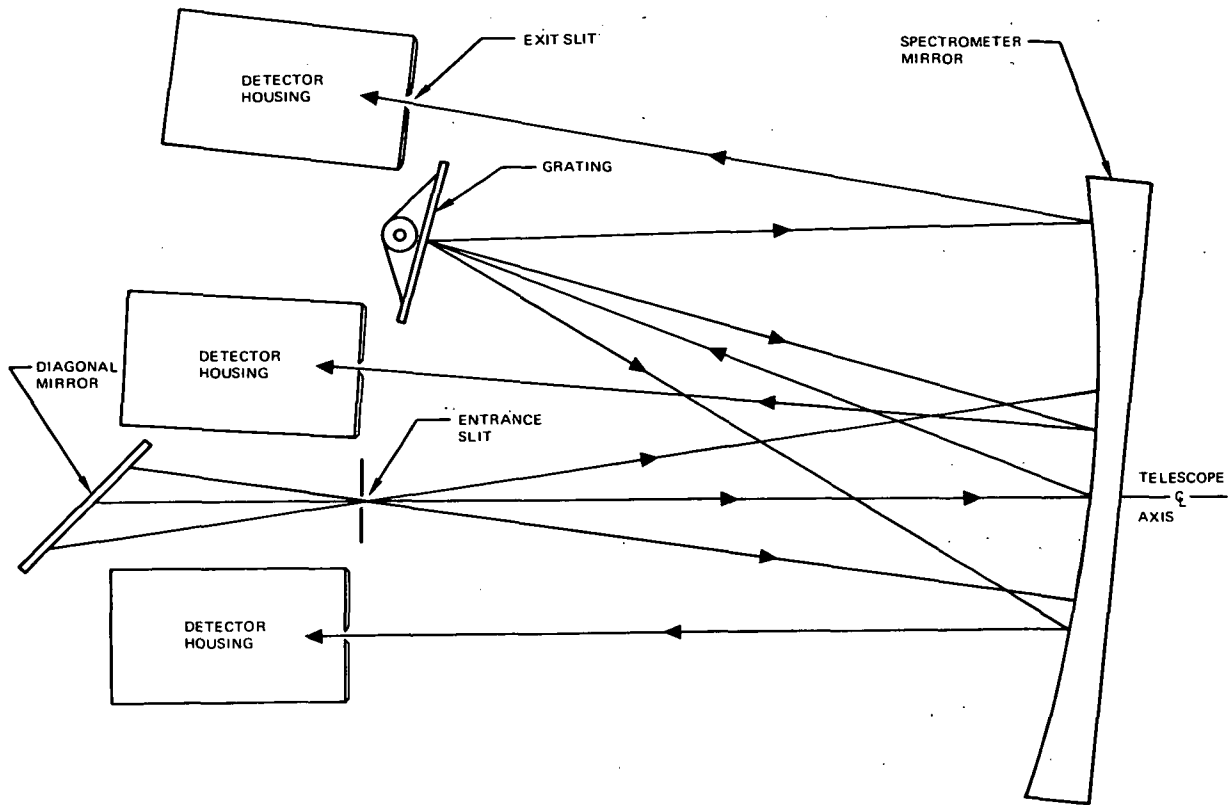 EXIT SLIT
SPECTROMETER
MIRROR
DETECTOR
HOUSING
GRATING
DETECTOR
HOUSING
DIAGONAL
MIRROR
ENTRANCE
SLIT
TELESCOPE
℄
AXIS
DETECTOR
HOUSING